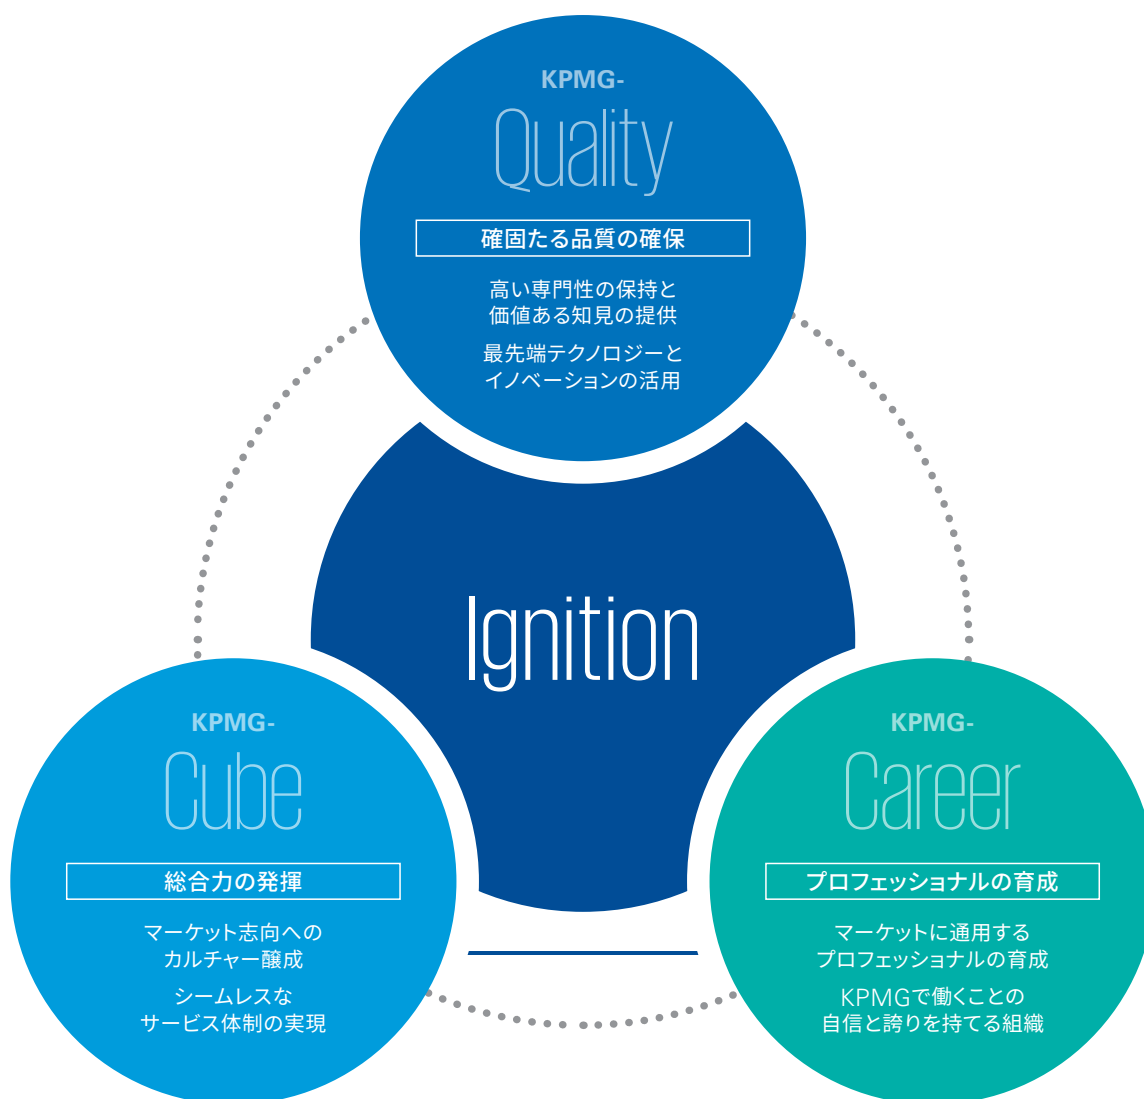 KPMG-
Quality
確固たる品質の確保
高い専門性の保持と
価値ある知見の提供
最先端テクノロジーと
イノベーションの活用
Ignition
KPMG-
Cube
総合力の発揮
マーケット志向への
カルチャー醸成
シームレスな
サービス体制の実現
KPMG-
Career
プロフェッショナルの育成
マーケットに通用する
プロフェッショナルの育成
KPMGで働くことの
自信と誇りを持てる組織